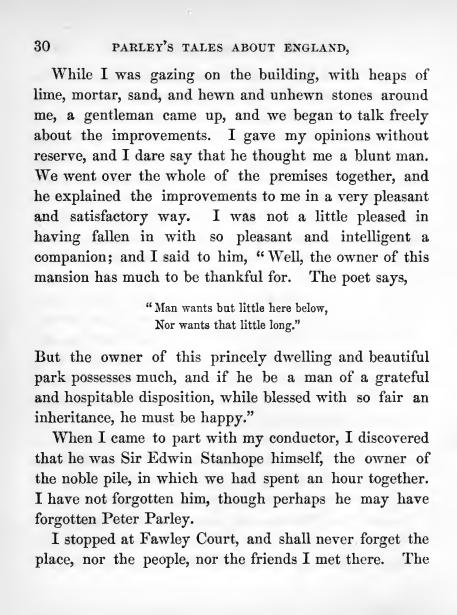 30 PARLEY'S TALES ABOUT ENGLAND,
While I was gazing on the building, with heaps of
lime, mortar, sand, and hewn and unhewn stones around
me, a gentleman came up, and we began to talk freely
about the improvements. I gave my opinions without
reserve, and I dare say that he thought me a blunt man.
We went over the whole of the premises together, and
he explained the improvements to me in a very pleasant
and satisfactory way. I was not a little pleased in
having fallen in with so pleasant and intelligent a
companion; and I said to him, “Well, the owner of this
mansion has much to be thankful for. The poet says,
“Man wants but little here below,
Nor wants that little long.”
But the owner of this princely dwelling and beautiful
park possesses much, and if he be a man of a grateful
and hospitable disposition, while blessed with so fair an
inheritance, he must be happy.”
When I came to part with my conductor, I discovered
that he was Sir Edwin Stanhope himself, the owner of
the noble pile, in which we had spent an hour together.
I have not forgotten him, though perhaps he may have
forgotten Peter Parley.
I stopped at Fawley Court, and shall never forget the
place, nor the people, nor the friends I met there. The